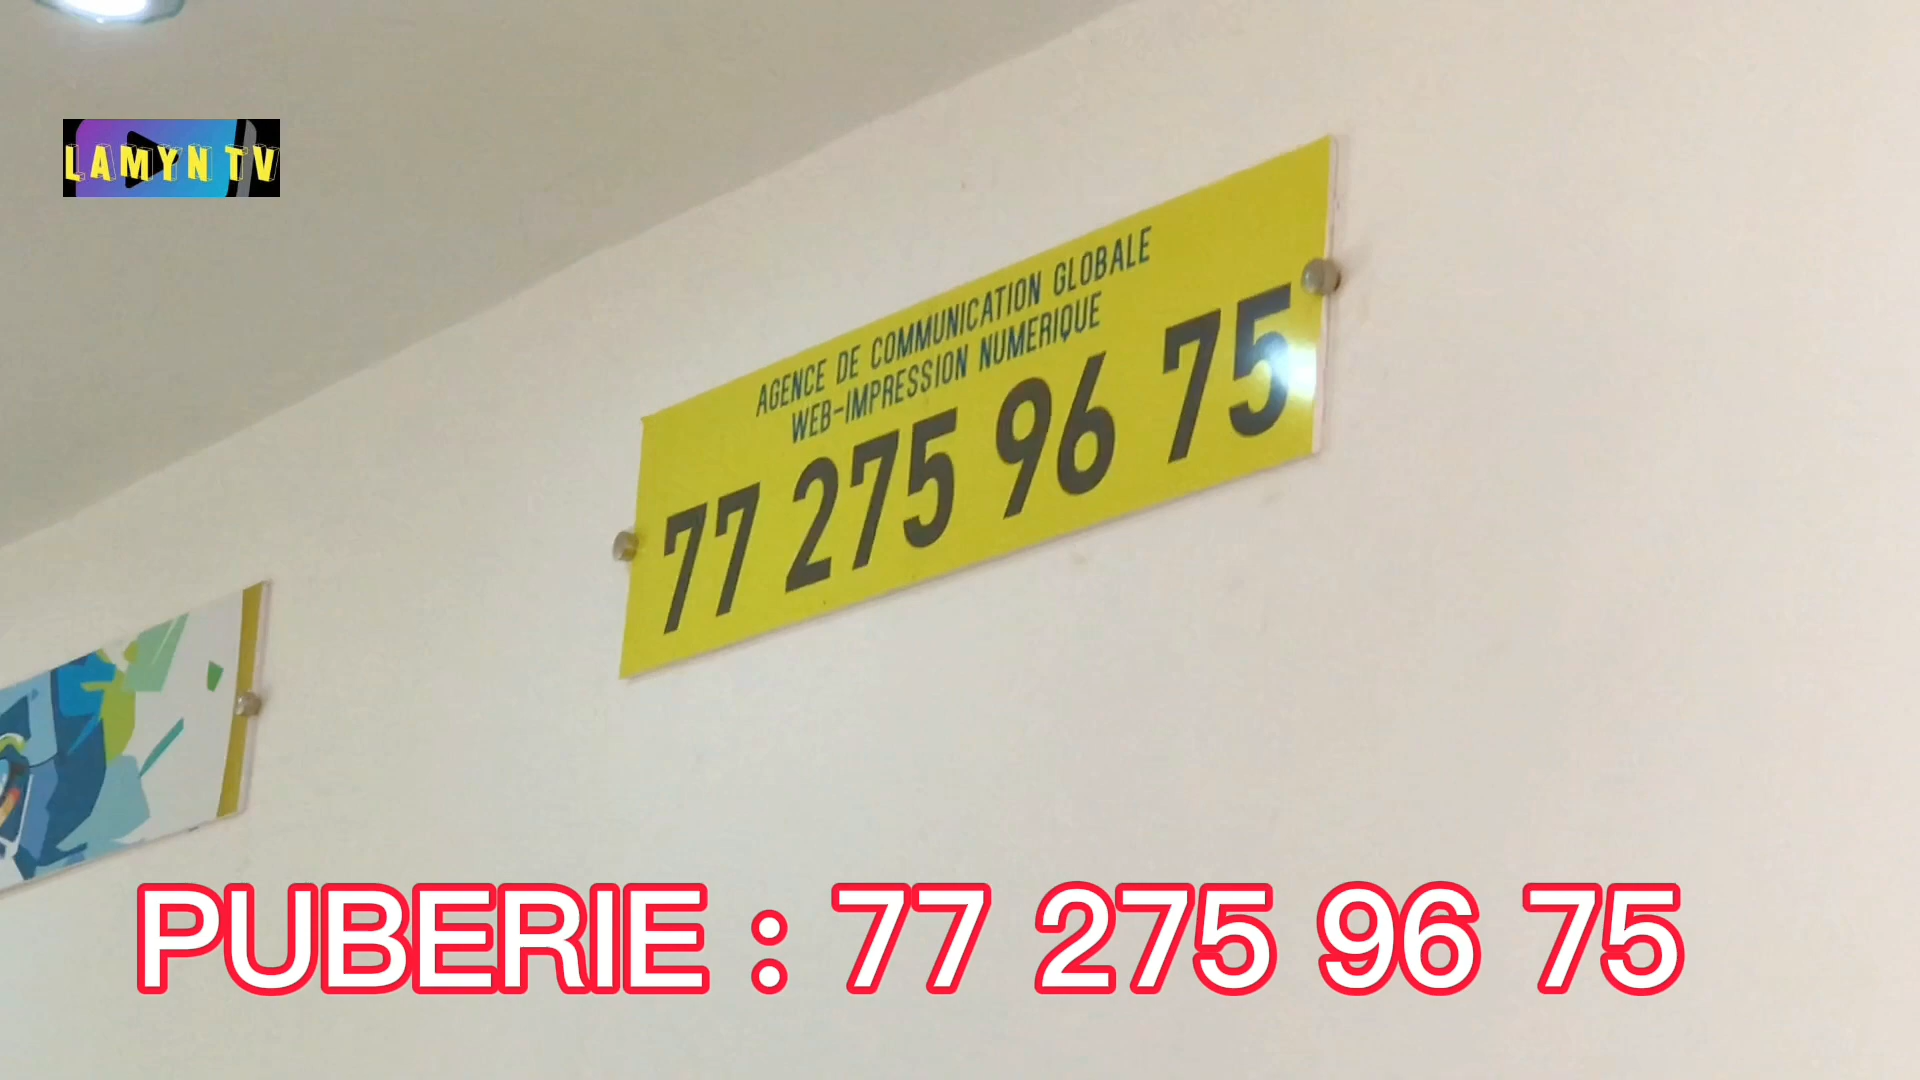 LAMYN TV
AGENCE DE COMMUNICATION GLOBALE
WEB-IMPRESSION NUMERIQUE
77 275 96 75
PUBERIE : 77 275 96 75